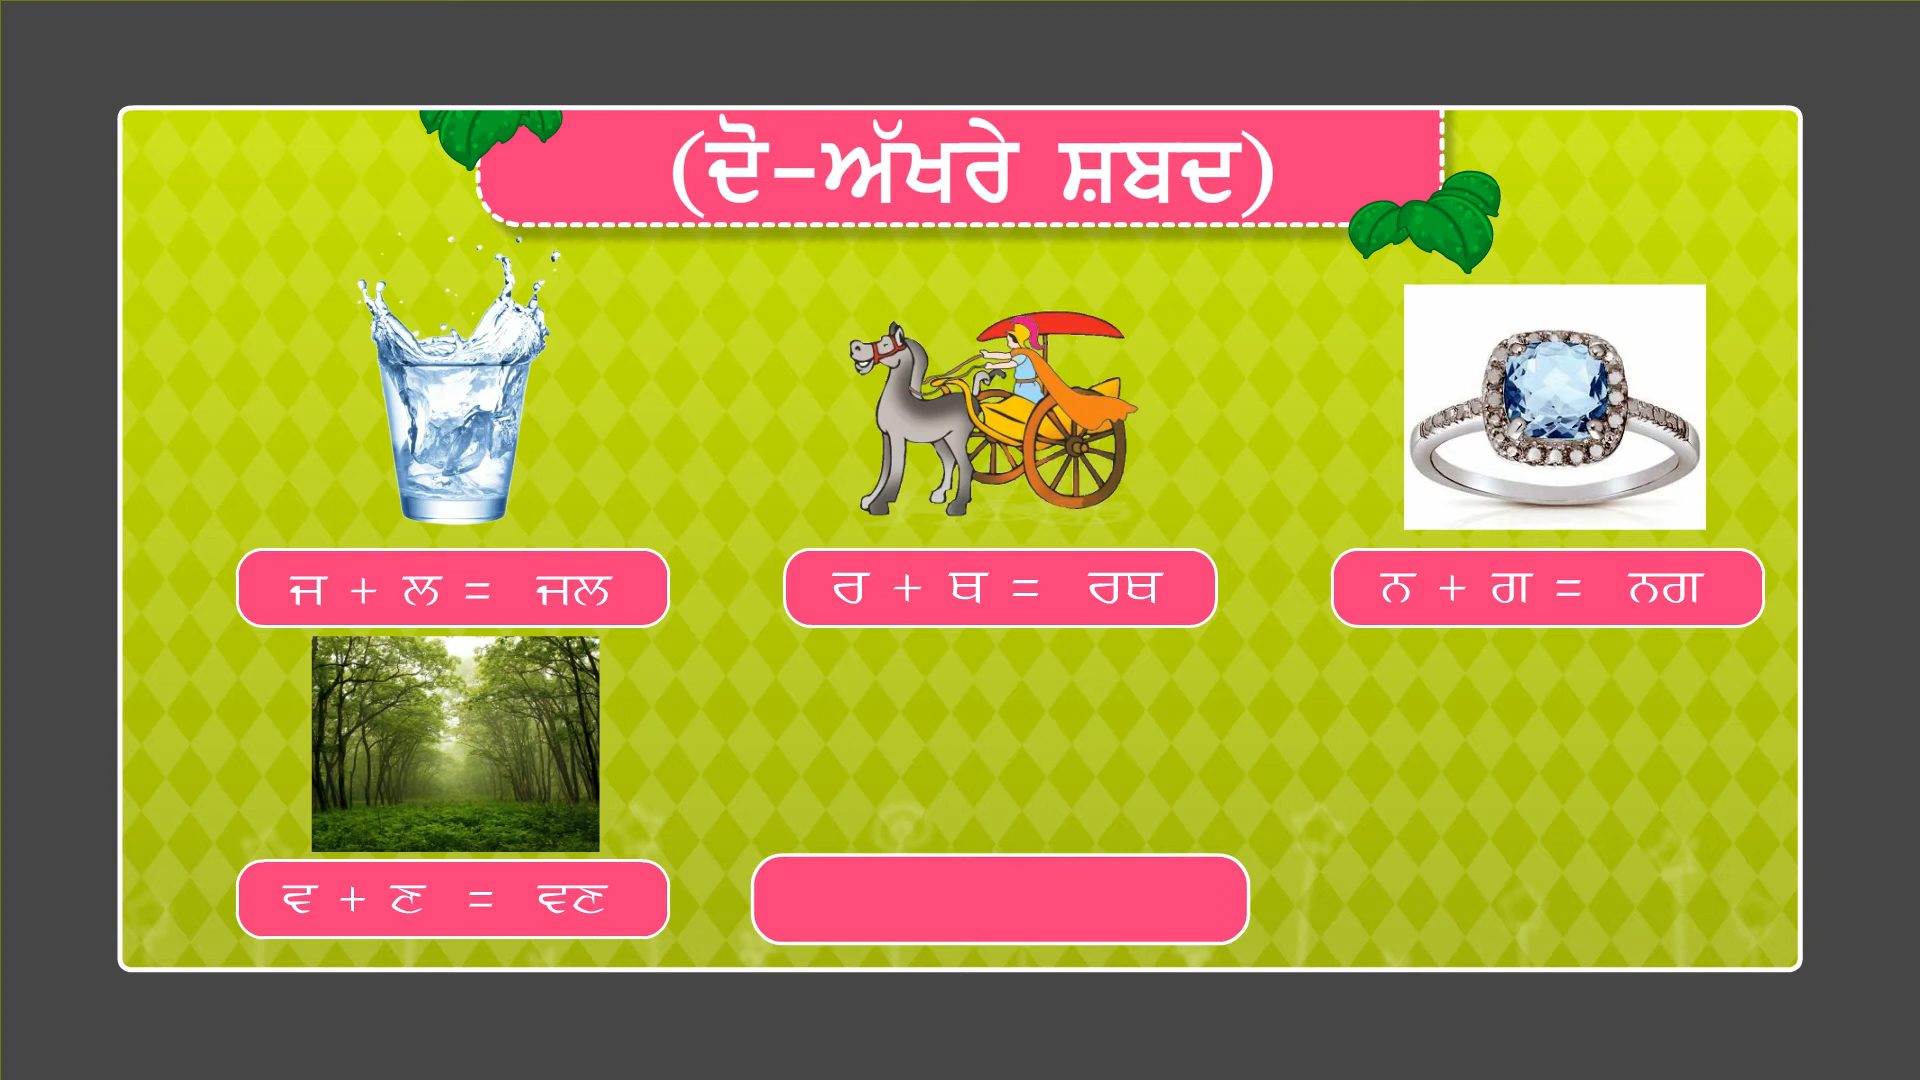 (ਦੋ-ਅੱਖਰੇ ਸ਼ਬਦ)
ਜ + ਲ = ਜਲ
ਰ + ਥ = ਰਥ
ਨ + ਗ = ਨਗ
ਵ + ਣ = ਵਣ